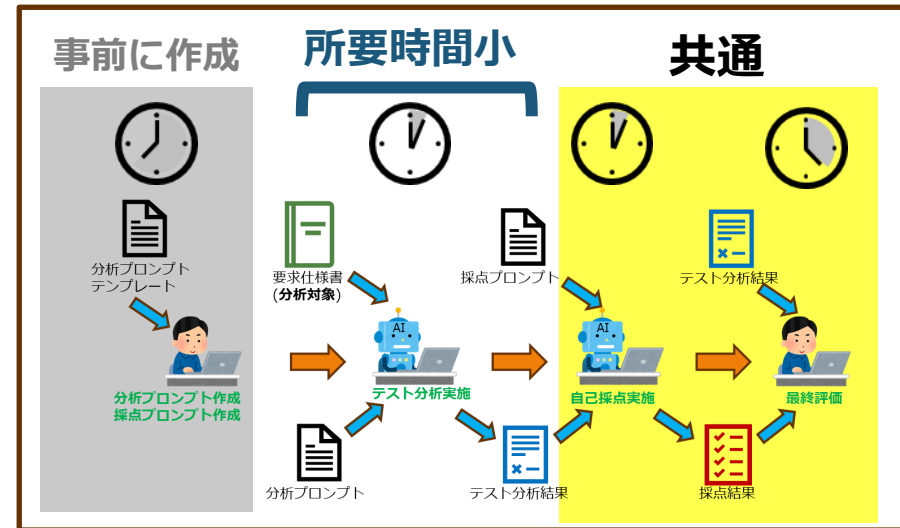 事前に作成
所要時間小
共通
分析プロンプト
テンプレート
分析プロンプト作成
採点プロンプト作成
要求仕様書
(分析対象)
AI
テスト分析実施
分析プロンプト
テスト分析結果
採点プロンプト
AI
自己採点実施
テスト分析結果
採点結果
最終評価